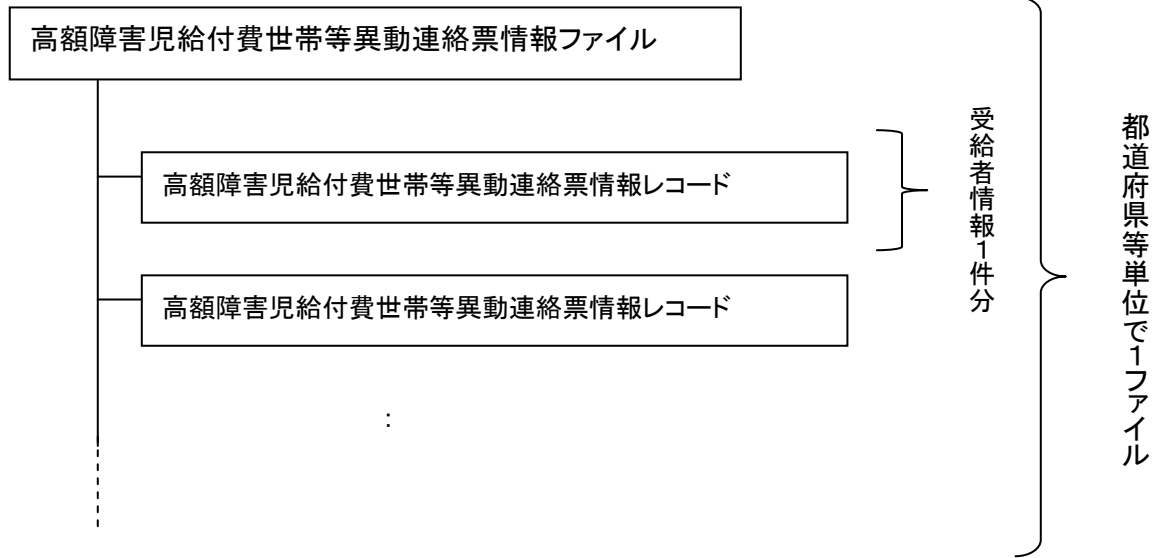 高額障害児給付費世帯等異動連絡票情報ファイル
高額障害児給付費世帯等異動連絡票情報レコード
高額障害児給付費世帯等異動連絡票情報レコード
:
受給者情報1件分
都道府県等単位で1ファイル